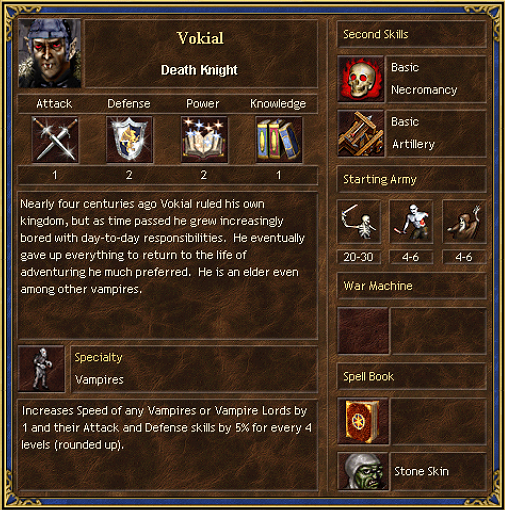 Vokial
Death Knight
Attack Defense Power Knowledge
1 2 2 1
Nearly four centuries ago Vokial ruled his own
kingdom, but as time passed he grew increasingly
bored with day-to-day responsibilities. He eventually
gave up everything to return to the life of
adventuring he much preferred. He is an elder even
among other vampires.
Specialty
Vampires
Increases Speed of any Vampires or Vampire Lords by
1 and their Attack and Defense skills by 5% for every 4
levels (rounded up).
Second Skills
Basic
Necromancy
Basic
Artillery
Starting Army
20-30 4-6 4-6
War Machine
Spell Book
Stone Skin